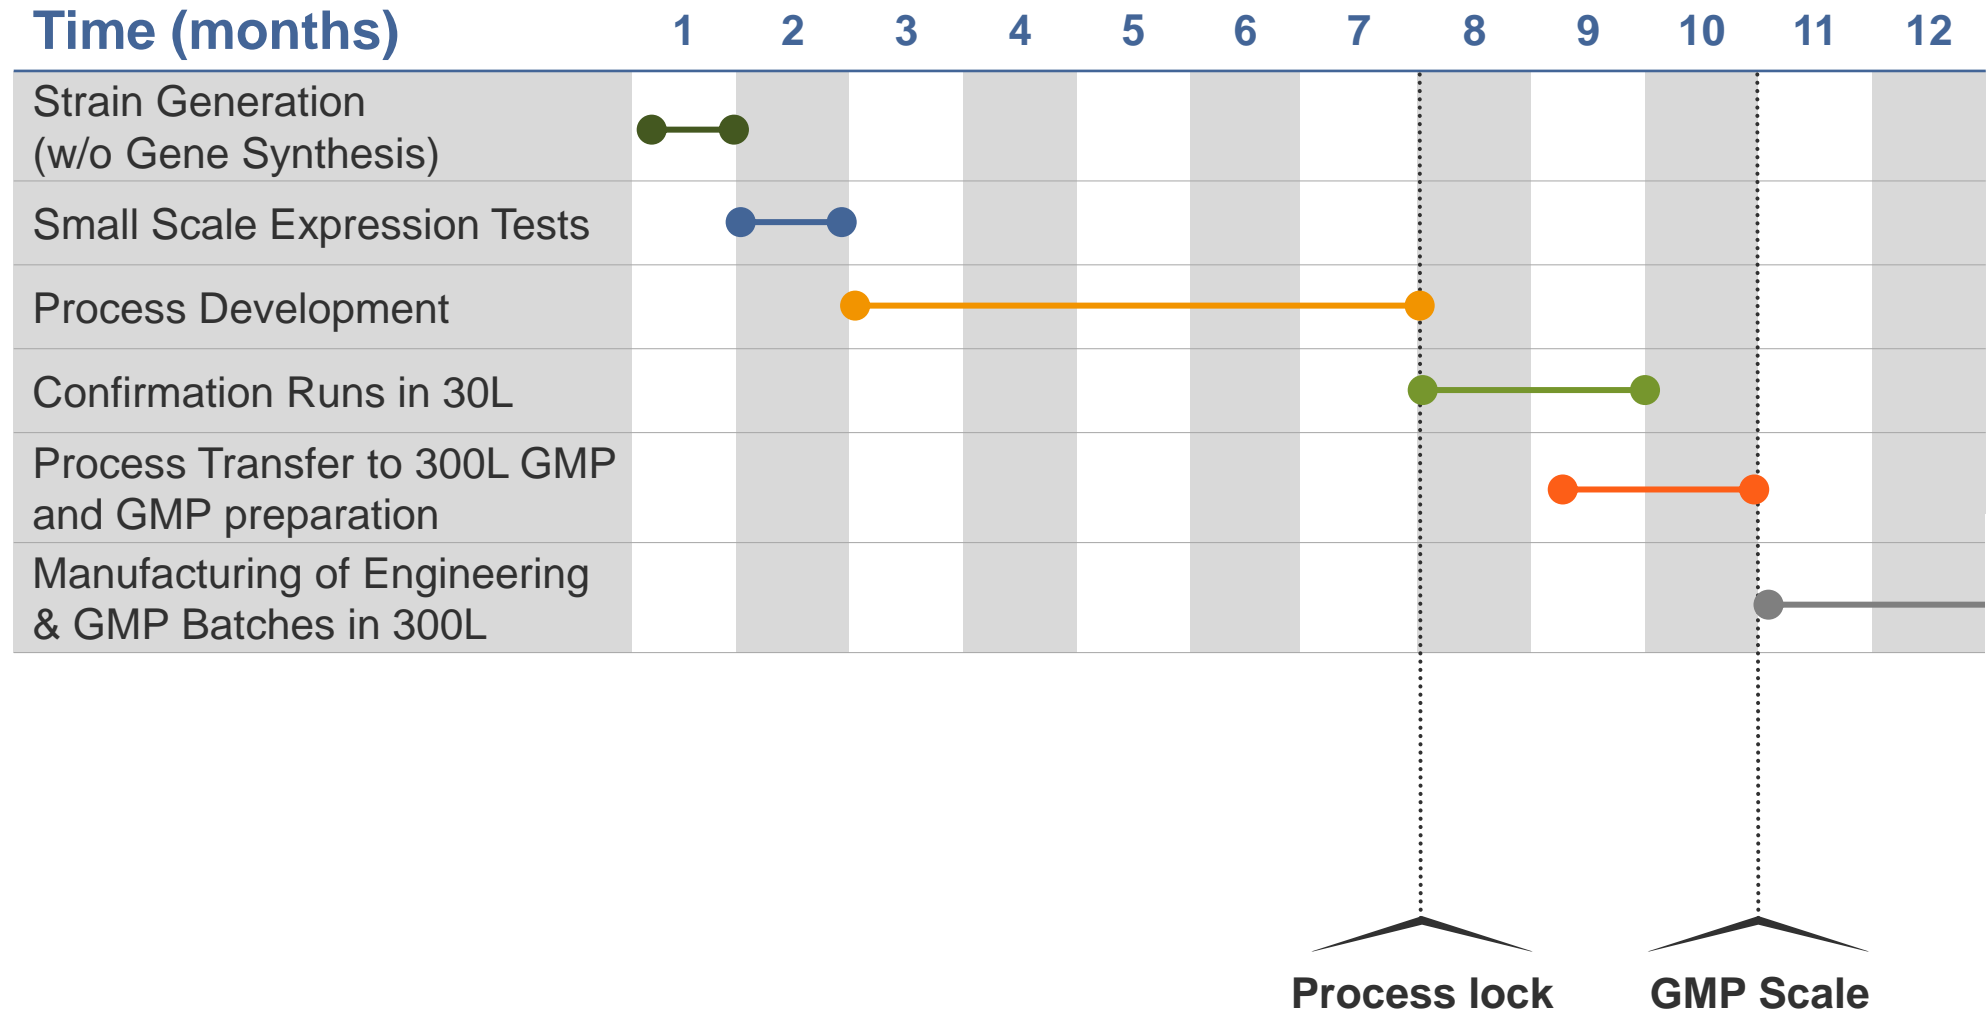 Time (months) 1 2 3 4 5 6 7 8 9 10 11 12
Strain Generation
(w/o Gene Synthesis)
Small Scale Expression Tests
Process Development
Confirmation Runs in 30L
Process Transfer to 300L GMP
and GMP preparation
Manufacturing of Engineering
& GMP Batches in 300L
Process lock GMP Scale